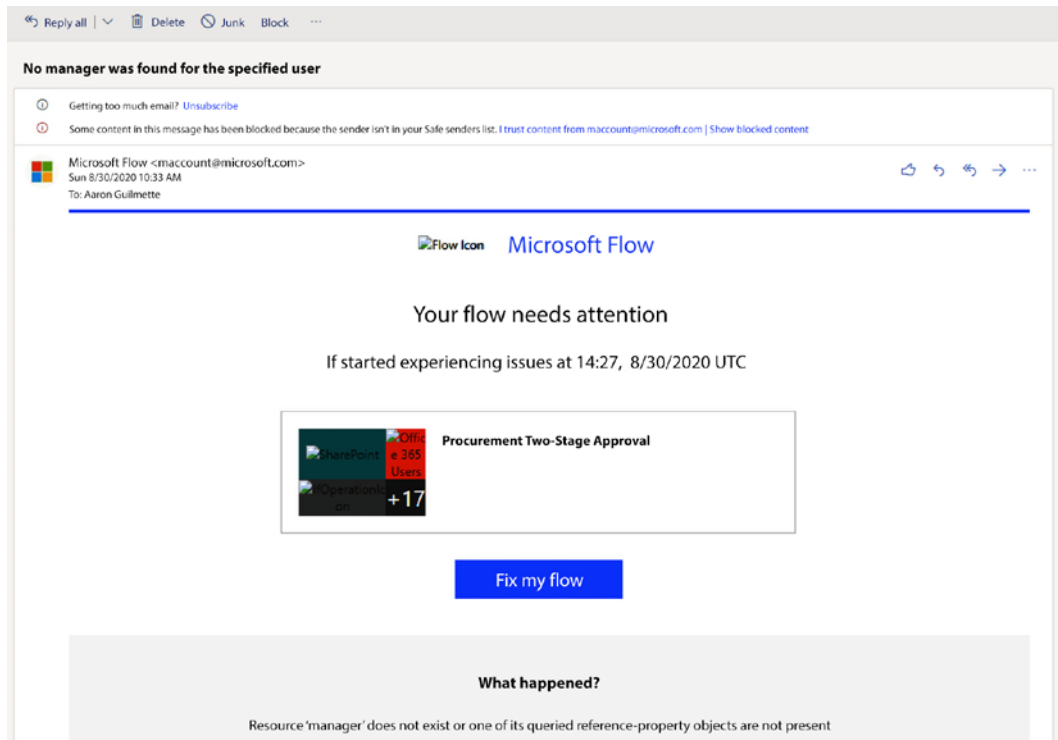 Reply all Delete Junk Block ...
No manager was found for the specified user
Getting too much email? Unsubscribe
Some content in this message has been blocked because the sender isn't in your Safe senders list. I trust content from maccount@microsoft.com | Show blocked content
Microsoft Flow <maccount@microsoft.com>
Sun 8/30/2020 10:33 AM
To: Aaron Guilmette
Flow Icon Microsoft Flow
Your flow needs attention
If started experiencing issues at 14:27, 8/30/2020 UTC
Procurement Two-Stage Approval
SharePoint
Offic
e 365
Users
IfOperationIc
on
+17
Fix my flow
What happened?
Resource 'manager' does not exist or one of its queried reference-property objects are not present